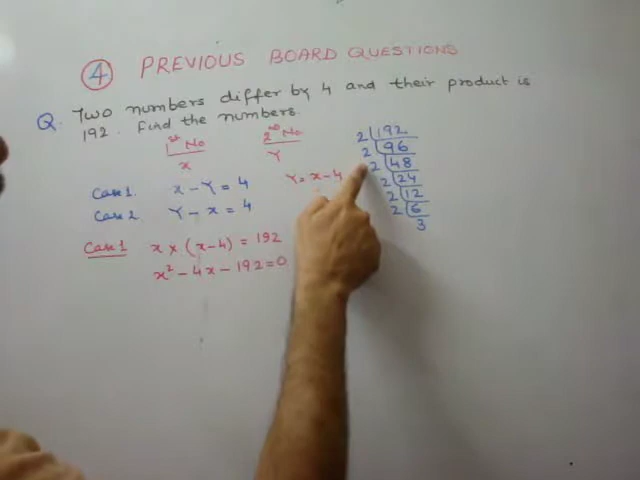 ④ PREVIOUS BOARD QUESTIONS
Q. Two numbers differ by 4 and their product is
192. Find the numbers.
1st No 2nd No
x Y
Case 1. x - Y = 4 Y = x - 4
Case 2 Y - x = 4
Case 1 x × (x-4) = 192
x² - 4x - 192 = 0
2 192
2 96
2 48
2 24
2 12
2 6
3